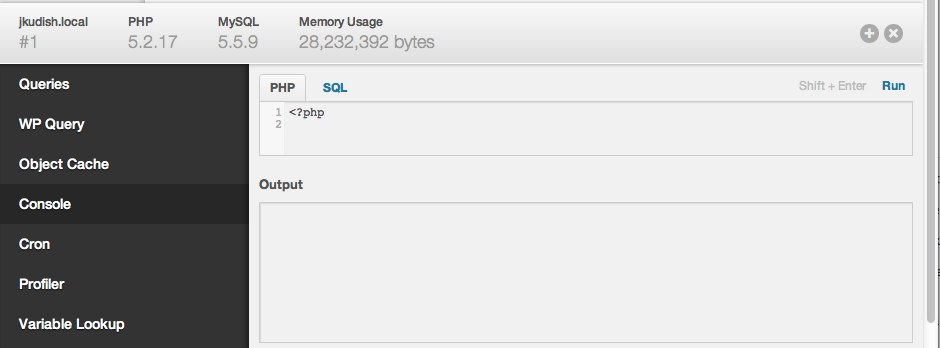 jkudish.local PHP MySQL Memory Usage
#1 5.2.17 5.5.9 28,232,392 bytes
Queries
WP Query
Object Cache
Console
Cron
Profiler
Variable Lookup
PHP SQL Shift + Enter Run
1 <?php
2
Output